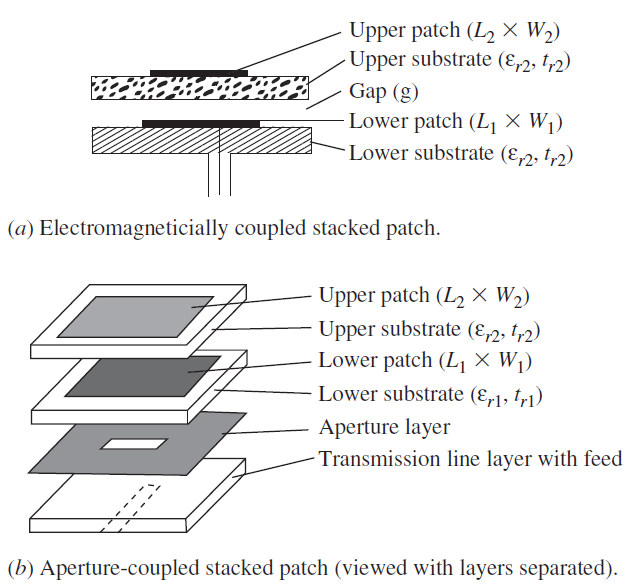 Upper patch (L₂ × W₂)
Upper substrate (εᵣ₂, tᵣ₂)
Gap (g)
Lower patch (L₁ × W₁)
Lower substrate (εᵣ₂, tᵣ₂)
(a) Electromagneticially coupled stacked patch.
Upper patch (L₂ × W₂)
Upper substrate (εᵣ₂, tᵣ₂)
Lower patch (L₁ × W₁)
Lower substrate (εᵣ₁, tᵣ₁)
Aperture layer
Transmission line layer with feed
(b) Aperture-coupled stacked patch (viewed with layers separated).